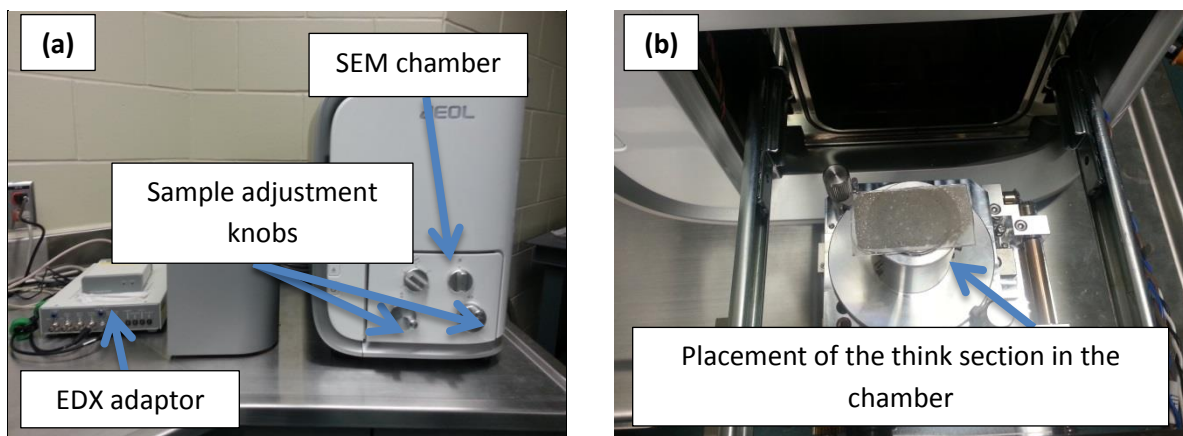 (a)
SEM chamber
JEOL
Sample adjustment
knobs
EDX adaptor
(b)
Placement of the think section in the
chamber